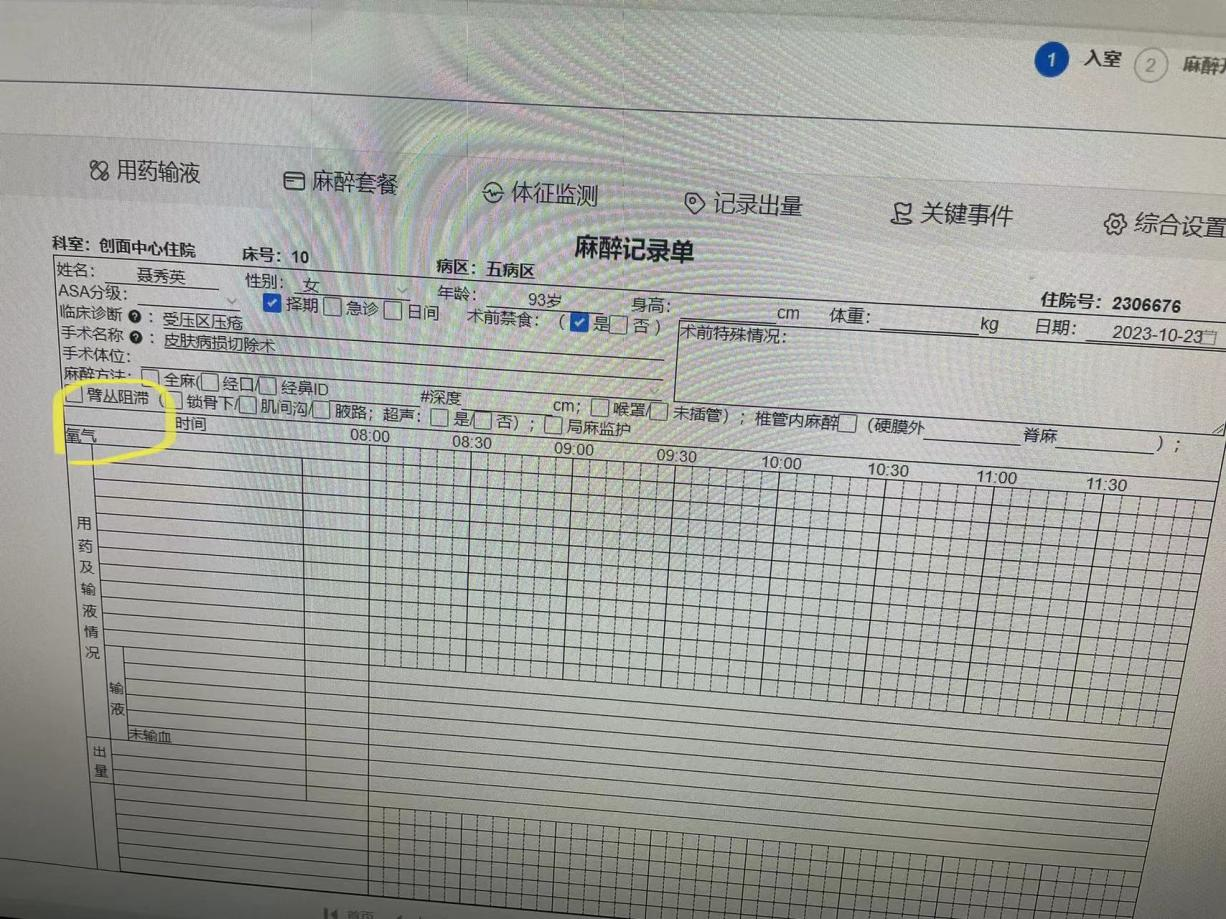 1 入室 2 麻醉
用药输液 麻醉套餐 体征监测 记录出量 关键事件 综合设置
麻醉记录单
科室：创面中心住院 床号：10 病区：五病区 住院号：2306676
姓名：聂秀英 性别：女 年龄：93岁 身高： cm 体重： kg 日期：2023-10-23
ASA分级： 择期 急诊 日间 术前禁食：（是 否）
临床诊断?：受压区压疮 术前特殊情况：
手术名称?：皮肤病损切除术
手术体位：
麻醉方法：全麻(经口/经鼻ID #深度 cm；喉罩/未插管）；椎管内麻醉（硬膜外 脊麻 ）；
臂丛阻滞（锁骨下/肌间沟/腋路；超声：是/否）；局麻监护
时间 08:00 08:30 09:00 09:30 10:00 10:30 11:00 11:30
氧气
用药及输液情况
输液
未输血
出量
首页